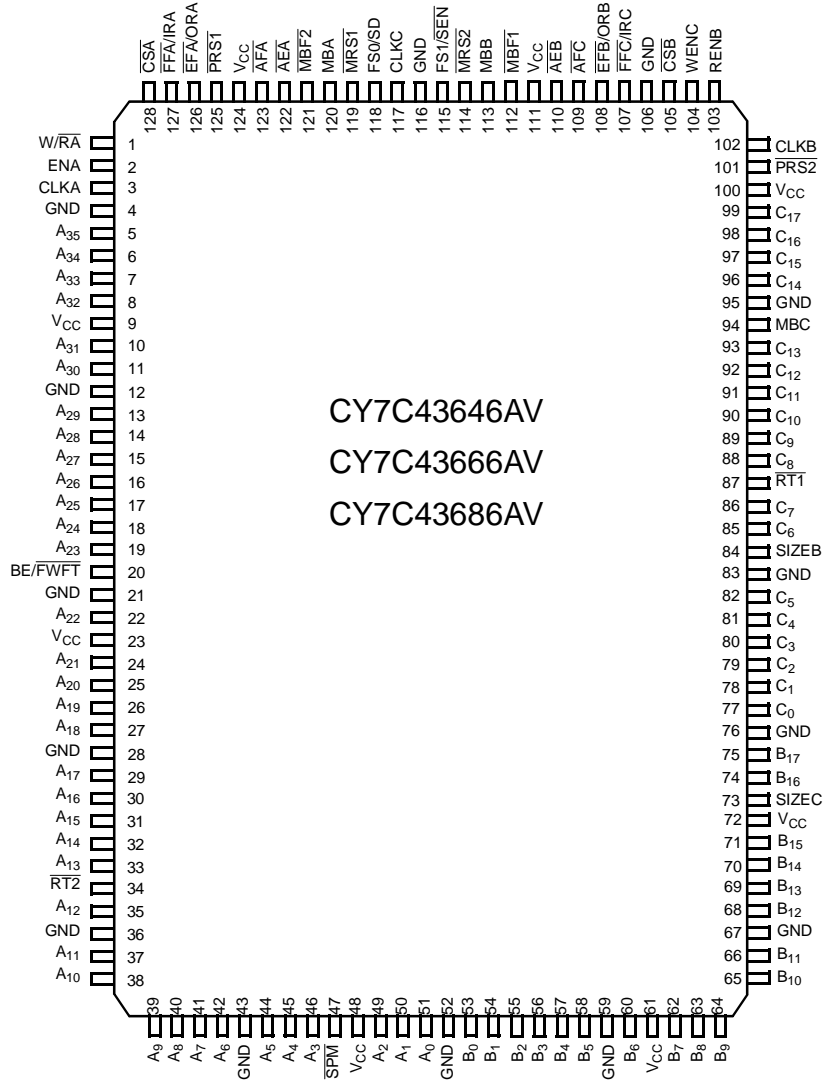 CSA
FFA/IRA
EFA/ORA
PRS1
VCC
AFA
AEA
MBF2
MBA
MRS1
FS0/SD
CLKC
GND
FS1/SEN
MRS2
MBB
MBF1
VCC
AEB
AFC
EFB/ORB
FFC/IRC
GND
CSB
WENC
RENB
128
127
126
125
124
123
122
121
120
119
118
117
116
115
114
113
112
111
110
109
108
107
106
105
104
103
W/RA 1
ENA 2
CLKA 3
GND 4
A35 5
A34 6
A33 7
A32 8
VCC 9
A31 10
A30 11
GND 12
A29 13
A28 14
A27 15
A26 16
A25 17
A24 18
A23 19
BE/FWFT 20
GND 21
A22 22
VCC 23
A21 24
A20 25
A19 26
A18 27
GND 28
A17 29
A16 30
A15 31
A14 32
A13 33
RT2 34
A12 35
GND 36
A11 37
A10 38
CY7C43646AV
CY7C43666AV
CY7C43686AV
102 CLKB
101 PRS2
100 VCC
99 C17
98 C16
97 C15
96 C14
95 GND
94 MBC
93 C13
92 C12
91 C11
90 C10
89 C9
88 C8
87 RT1
86 C7
85 C6
84 SIZEB
83 GND
82 C5
81 C4
80 C3
79 C2
78 C1
77 C0
76 GND
75 B17
74 B16
73 SIZEC
72 VCC
71 B15
70 B14
69 B13
68 B12
67 GND
66 B11
65 B10
39
40
41
42
43
44
45
46
47
48
49
50
51
52
53
54
55
56
57
58
59
60
61
62
63
64
A9
A8
A7
A6
GND
A5
A4
A3
SPM
VCC
A2
A1
A0
GND
B0
B1
B2
B3
B4
B5
GND
B6
VCC
B7
B8
B9